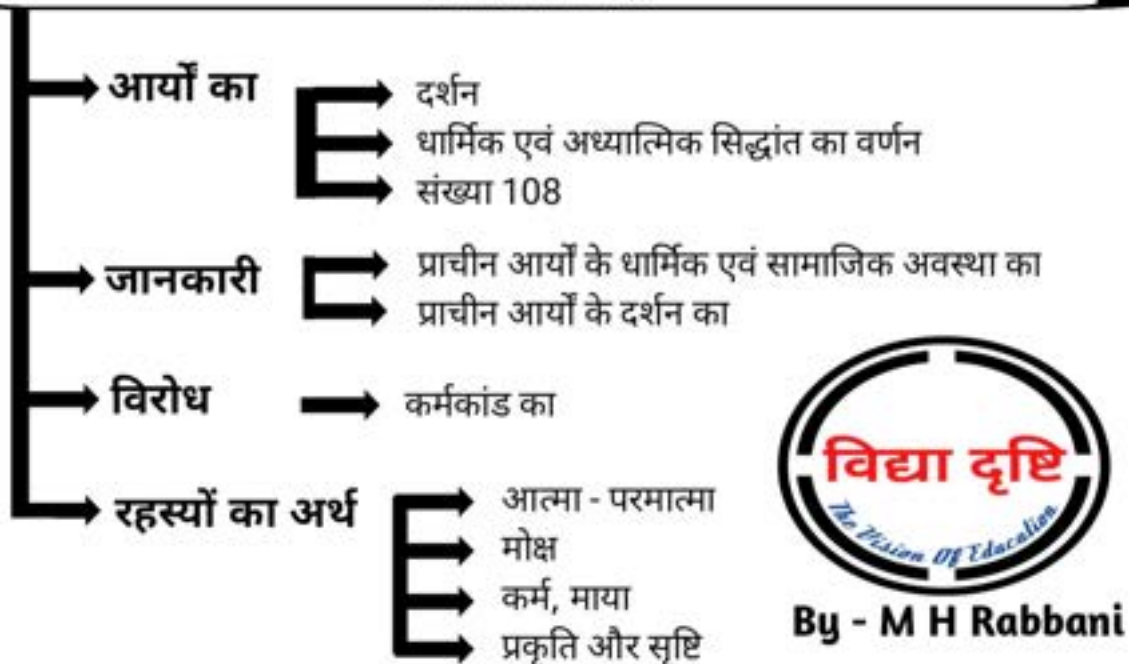 आर्यों का
दर्शन
धार्मिक एवं अध्यात्मिक सिद्धांत का वर्णन
संख्या 108
जानकारी
प्राचीन आर्यों के धार्मिक एवं सामाजिक अवस्था का
प्राचीन आर्यों के दर्शन का
विरोध
कर्मकांड का
रहस्यों का अर्थ
आत्मा - परमात्मा
मोक्ष
कर्म, माया
प्रकृति और सृष्टि
विद्या दृष्टि
The Vision Of Education
By - M H Rabbani